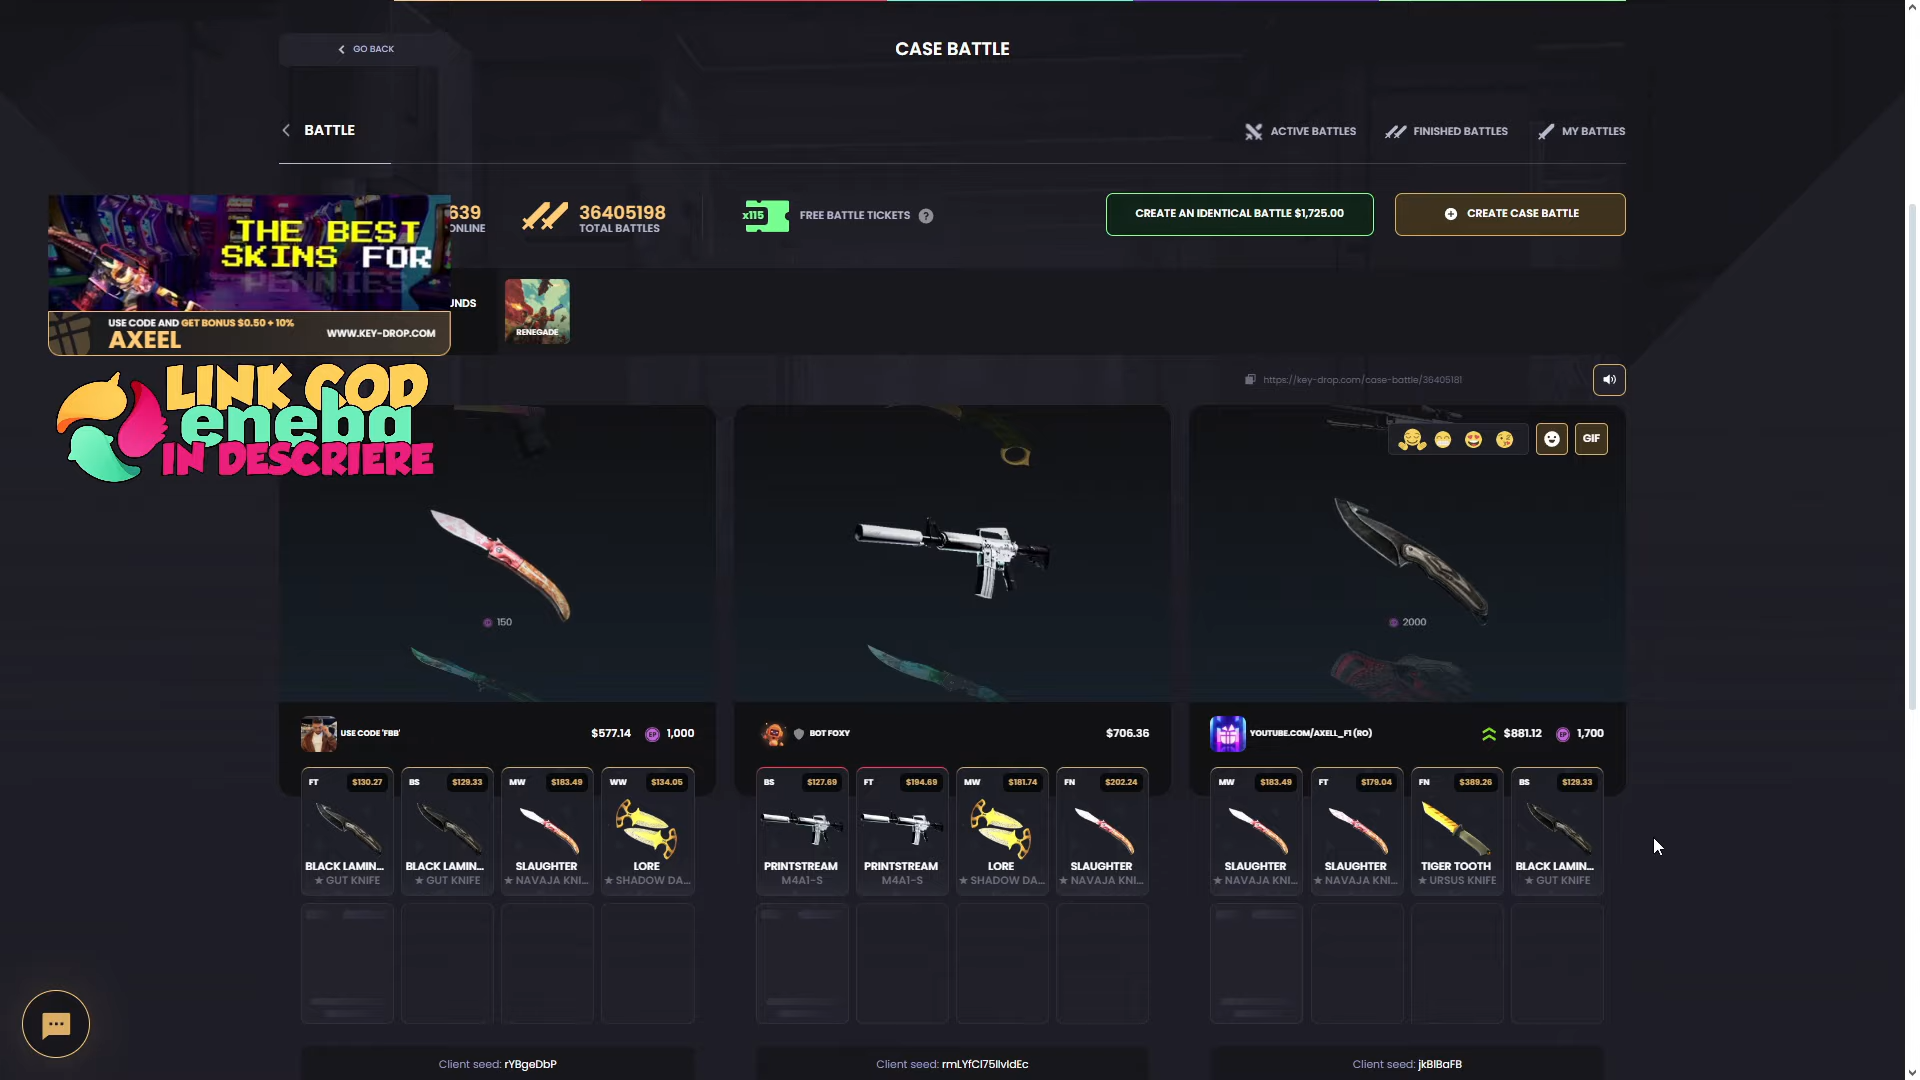 GO BACK
CASE BATTLE
BATTLE
ACTIVE BATTLES
FINISHED BATTLES
MY BATTLES
639
ONLINE
36405198
TOTAL BATTLES
x115
FREE BATTLE TICKETS
?
CREATE AN IDENTICAL BATTLE $1,725.00
CREATE CASE BATTLE
THE BEST
SKINS FOR
PENNIES
USE CODE AND GET BONUS $0.50 + 10%
AXEEL
WWW.KEY-DROP.COM
UNDS
RENEGADE
LINK COD
eneba
IN DESCRIERE
https://key-drop.com/case-battle/36405181
GIF
150
2000
USE CODE 'FBB'
$577.14
EP
1,000
BOT FOXY
$706.36
YOUTUBE.COM/AXELL_F1 (RO)
$881.12
EP
1,700
FT
$130.27
BLACK LAMIN...
★ GUT KNIFE
BS
$129.33
BLACK LAMIN...
★ GUT KNIFE
MW
$183.49
SLAUGHTER
★ NAVAJA KNI...
WW
$134.05
LORE
★ SHADOW DA...
BS
$127.69
PRINTSTREAM
M4A1-S
FT
$194.69
PRINTSTREAM
M4A1-S
MW
$181.74
LORE
★ SHADOW DA...
FN
$202.24
SLAUGHTER
★ NAVAJA KNI...
MW
$183.49
SLAUGHTER
★ NAVAJA KNI...
FT
$179.04
SLAUGHTER
★ NAVAJA KNI...
FN
$389.26
TIGER TOOTH
★ URSUS KNIFE
BS
$129.33
BLACK LAMIN...
★ GUT KNIFE
Client seed: rYBgeDbP
Client seed:
Client seed: